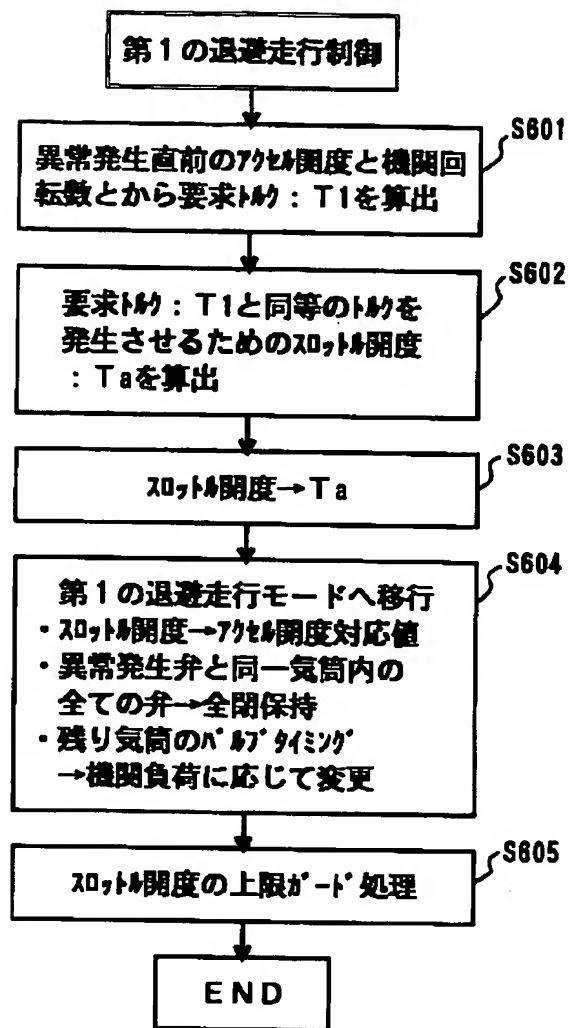 第1の退避走行制御
S601
異常発生直前のｱｸｾﾙ開度と機関回
転数とから要求ﾄﾙｸ：T1を算出
S602
要求ﾄﾙｸ：T1と同等のﾄﾙｸを
発生させるためのｽﾛｯﾄﾙ開度
：Taを算出
S603
ｽﾛｯﾄﾙ開度→Ta
S604
第1の退避走行モードへ移行
・ｽﾛｯﾄﾙ開度→ｱｸｾﾙ開度対応値
・異常発生弁と同一気筒内の
全ての弁→全閉保持
・残り気筒のﾊﾞﾙﾌﾞﾀｲﾐﾝｸﾞ
→機関負荷に応じて変更
S605
ｽﾛｯﾄﾙ開度の上限ｶﾞｰﾄﾞ処理
END